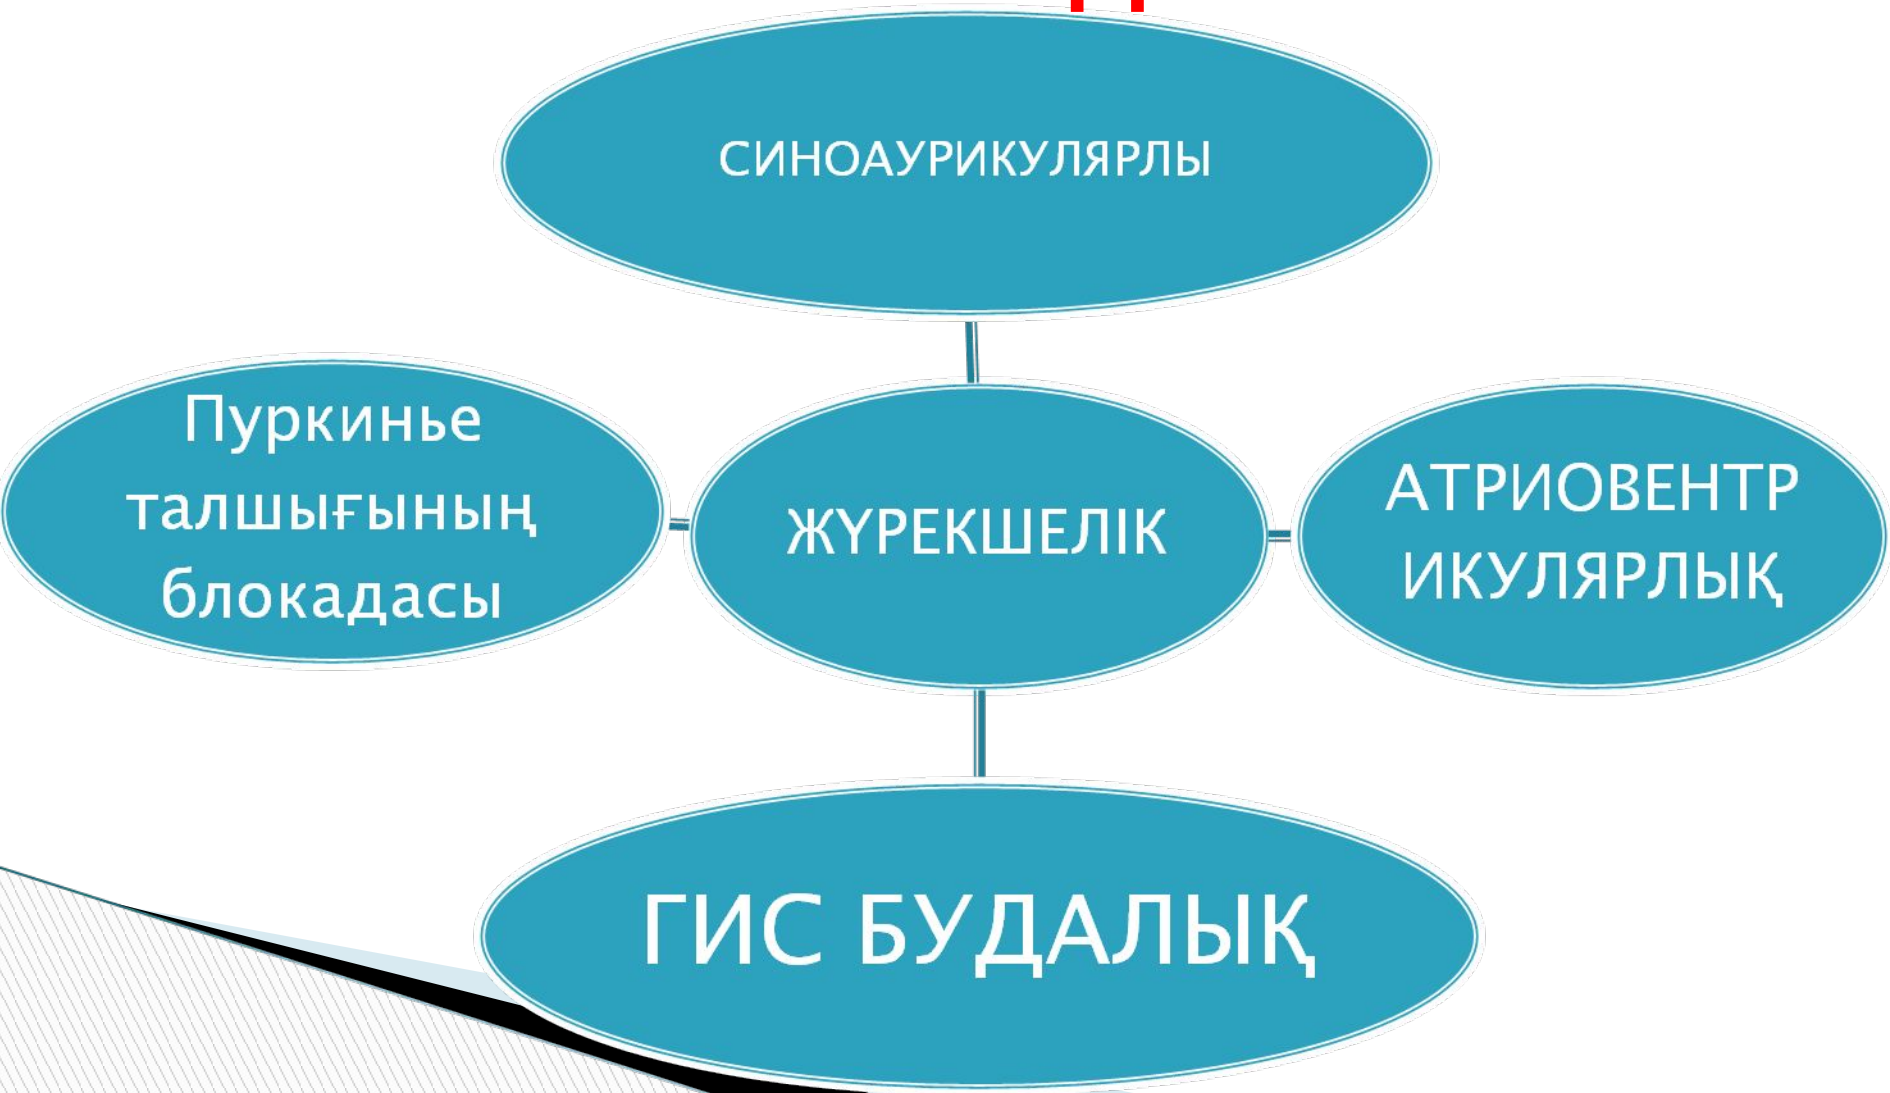 СИНОАУРИКУЛЯРЛЫ
Пуркинье
талшығының
блокадасы
ЖҮРЕКШЕЛІК
АТРИОВЕНТР
ИКУЛЯРЛЫҚ
ГИС БУДАЛЫҚ